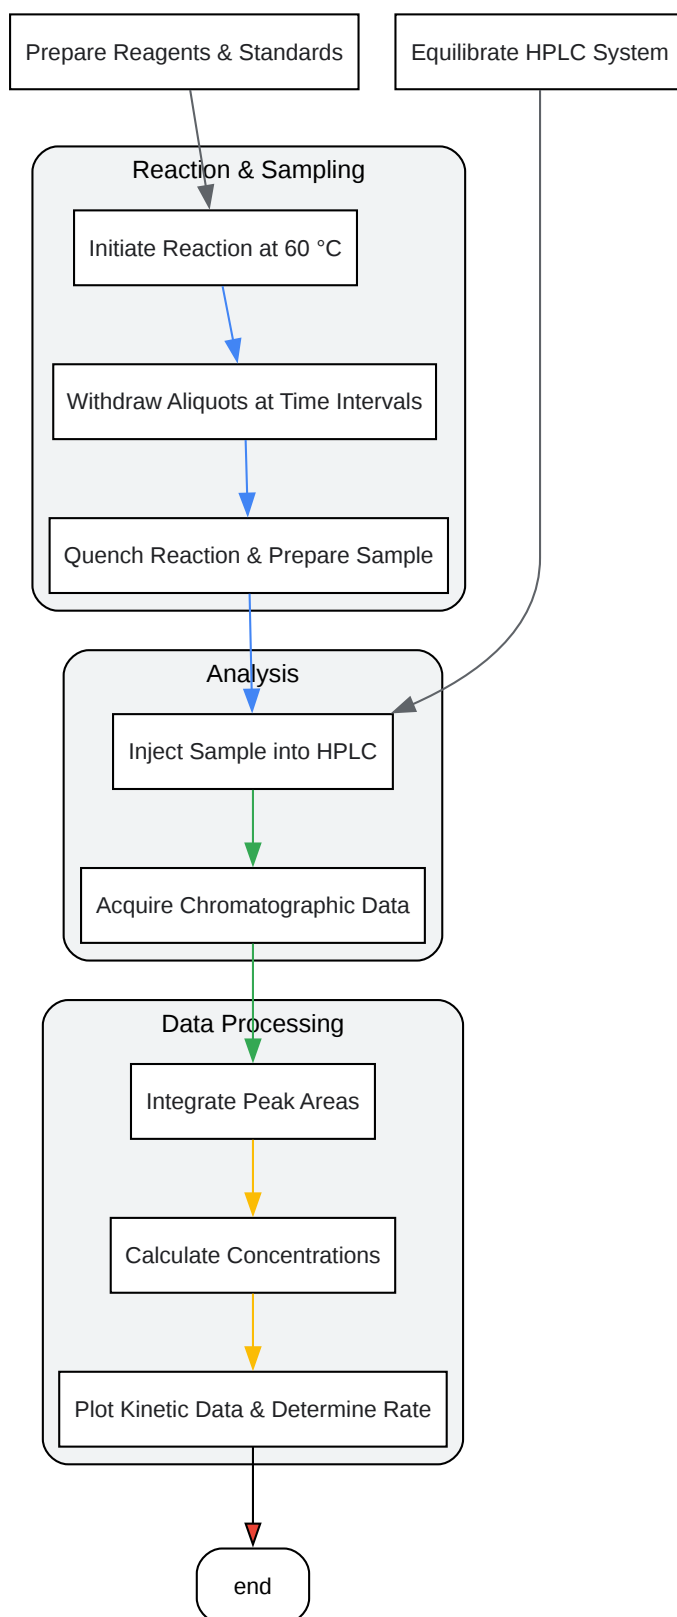 Prepare Reagents & Standards
Equilibrate HPLC System
Reaction & Sampling
Initiate Reaction at 60 °C
Withdraw Aliquots at Time Intervals
Quench Reaction & Prepare Sample
Analysis
Inject Sample into HPLC
Acquire Chromatographic Data
Data Processing
Integrate Peak Areas
Calculate Concentrations
Plot Kinetic Data & Determine Rate
end